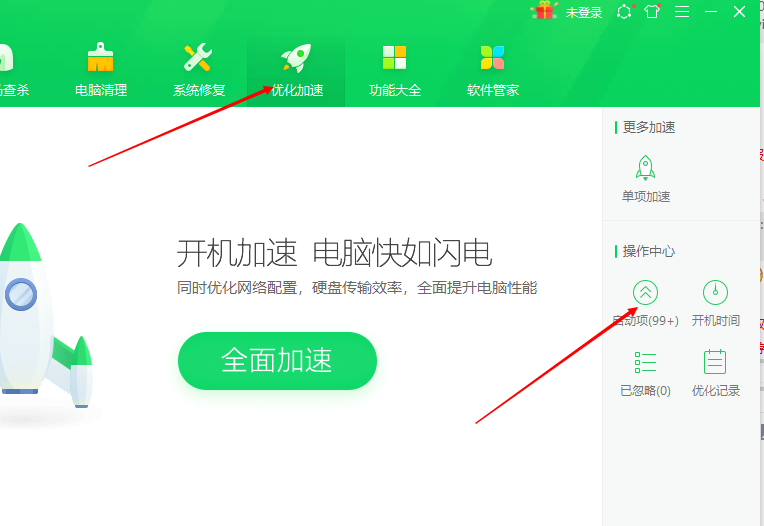 未登录
查杀
电脑清理
系统修复
优化加速
功能大全
软件管家
更多加速
单项加速
开机加速 电脑快如闪电
同时优化网络配置，硬盘传输效率，全面提升电脑性能
全面加速
操作中心
启动项(99+)
开机时间
已忽略(0)
优化记录